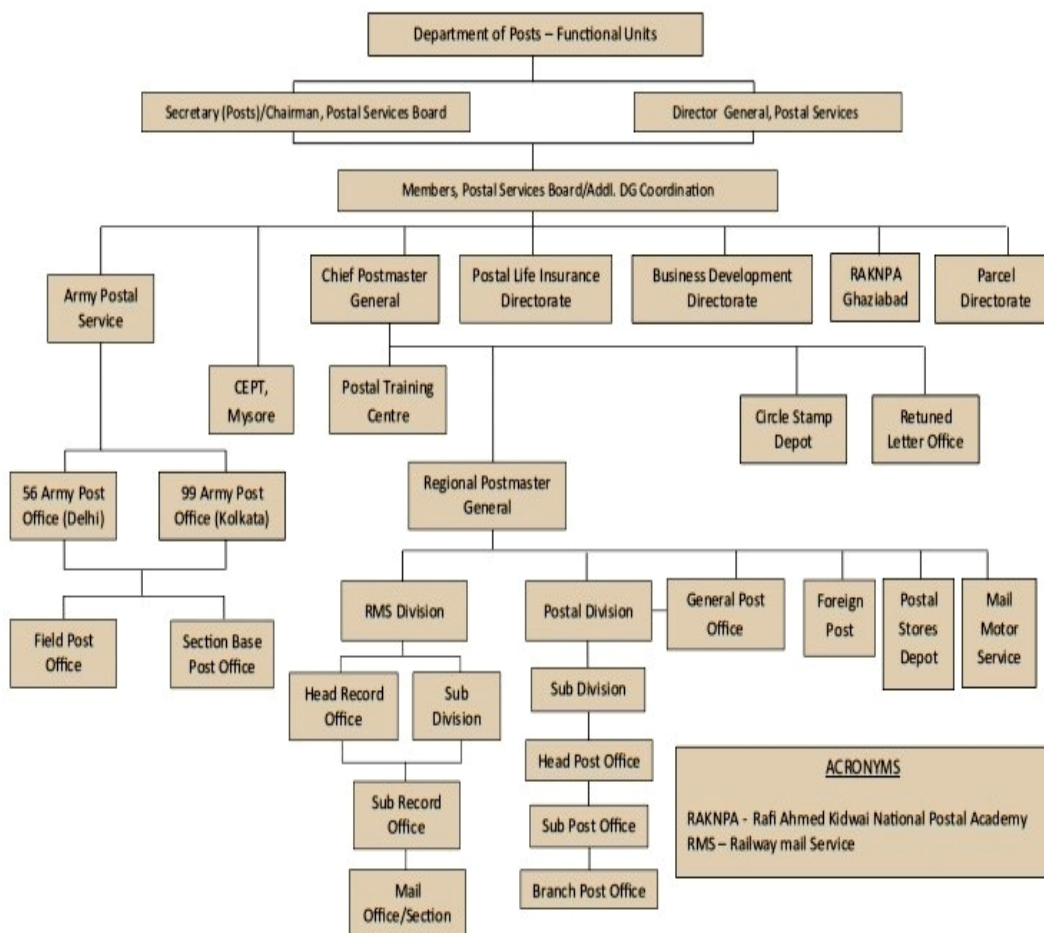 Department of Posts – Functional Units
Secretary (Posts)/Chairman, Postal Services Board
Director General, Postal Services
Members, Postal Services Board/Addl. DG Coordination
Army Postal
Service
CEPT,
Mysore
Chief Postmaster
General
Postal Life Insurance
Directorate
Business Development
Directorate
RAKNPA
Ghaziabad
Parcel
Directorate
Postal Training
Centre
Circle Stamp
Depot
Retuned
Letter Office
56 Army Post
Office (Delhi)
99 Army Post
Office (Kolkata)
Regional Postmaster
General
Field Post
Office
Section Base
Post Office
RMS Division
Postal Division
General Post
Office
Foreign
Post
Postal
Stores
Depot
Mail
Motor
Service
Head Record
Office
Sub
Division
Sub Division
Sub Record
Office
Head Post Office
Mail
Office/Section
Sub Post Office
Branch Post Office
ACRONYMS
RAKNPA - Rafi Ahmed Kidwai National Postal Academy
RMS – Railway mail Service